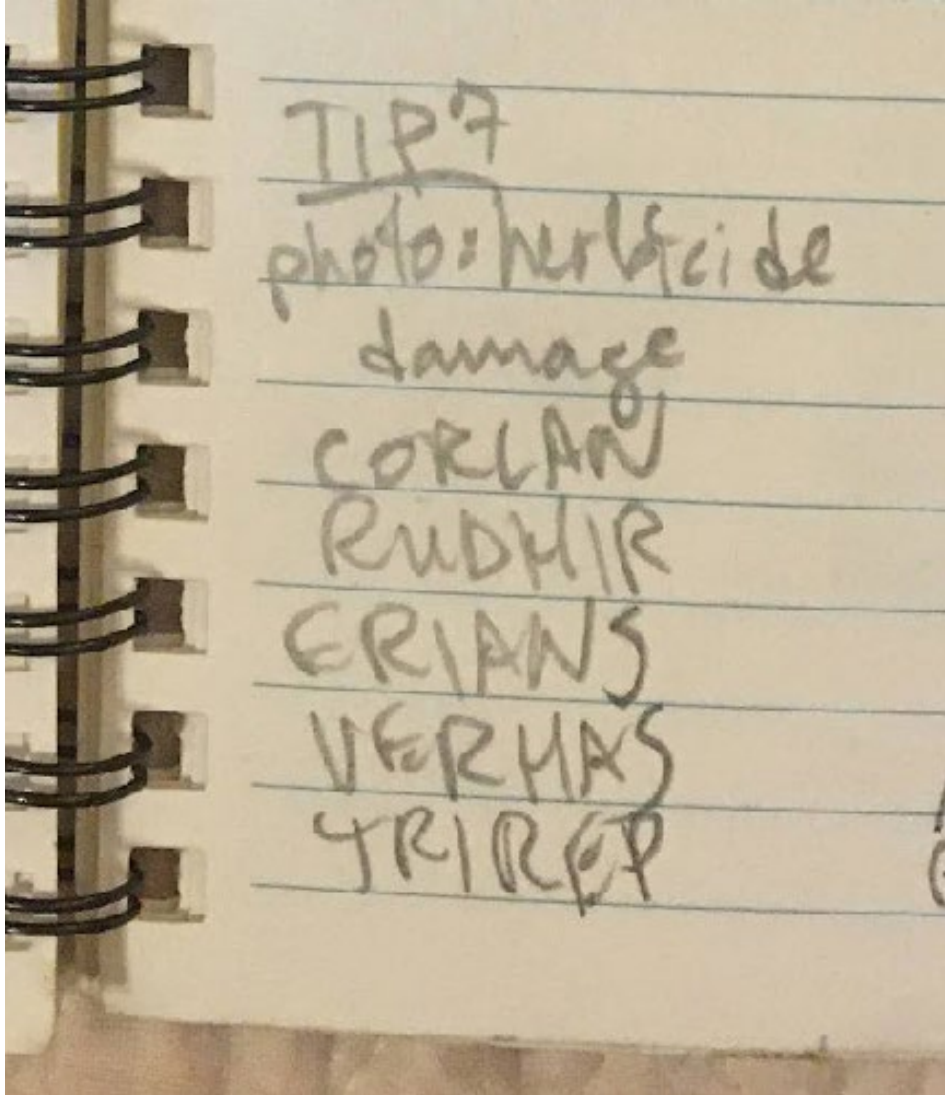 TIP7
photo: herbicide
damage
CORLAN
RUDHIR
ERIANS
VERHAS
TRIREP